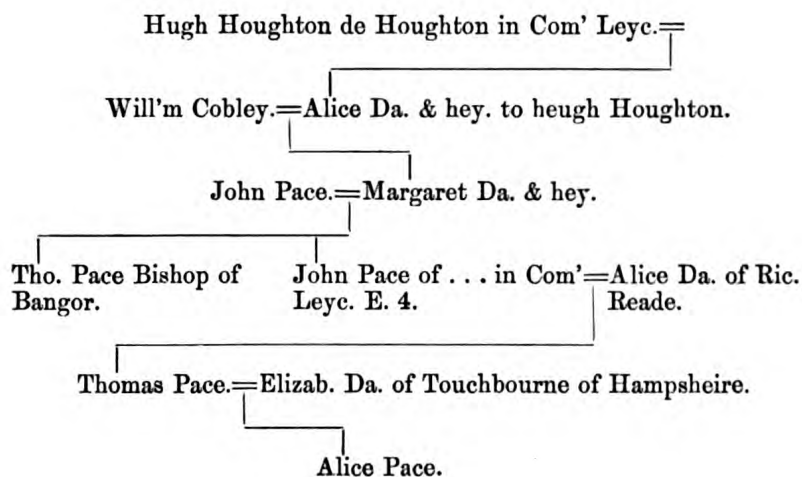 Hugh Houghton de Houghton in Com' Leyc.=
Will'm Cobley.=Alice Da. & hey. to heugh Houghton.
John Pace.=Margaret Da. & hey.
Tho. Pace Bishop of Bangor.
John Pace of . . . in Com' Leyc. E. 4.
=Alice Da. of Ric. Reade.
Thomas Pace.=Elizab. Da. of Touchbourne of Hampsheire.
Alice Pace.